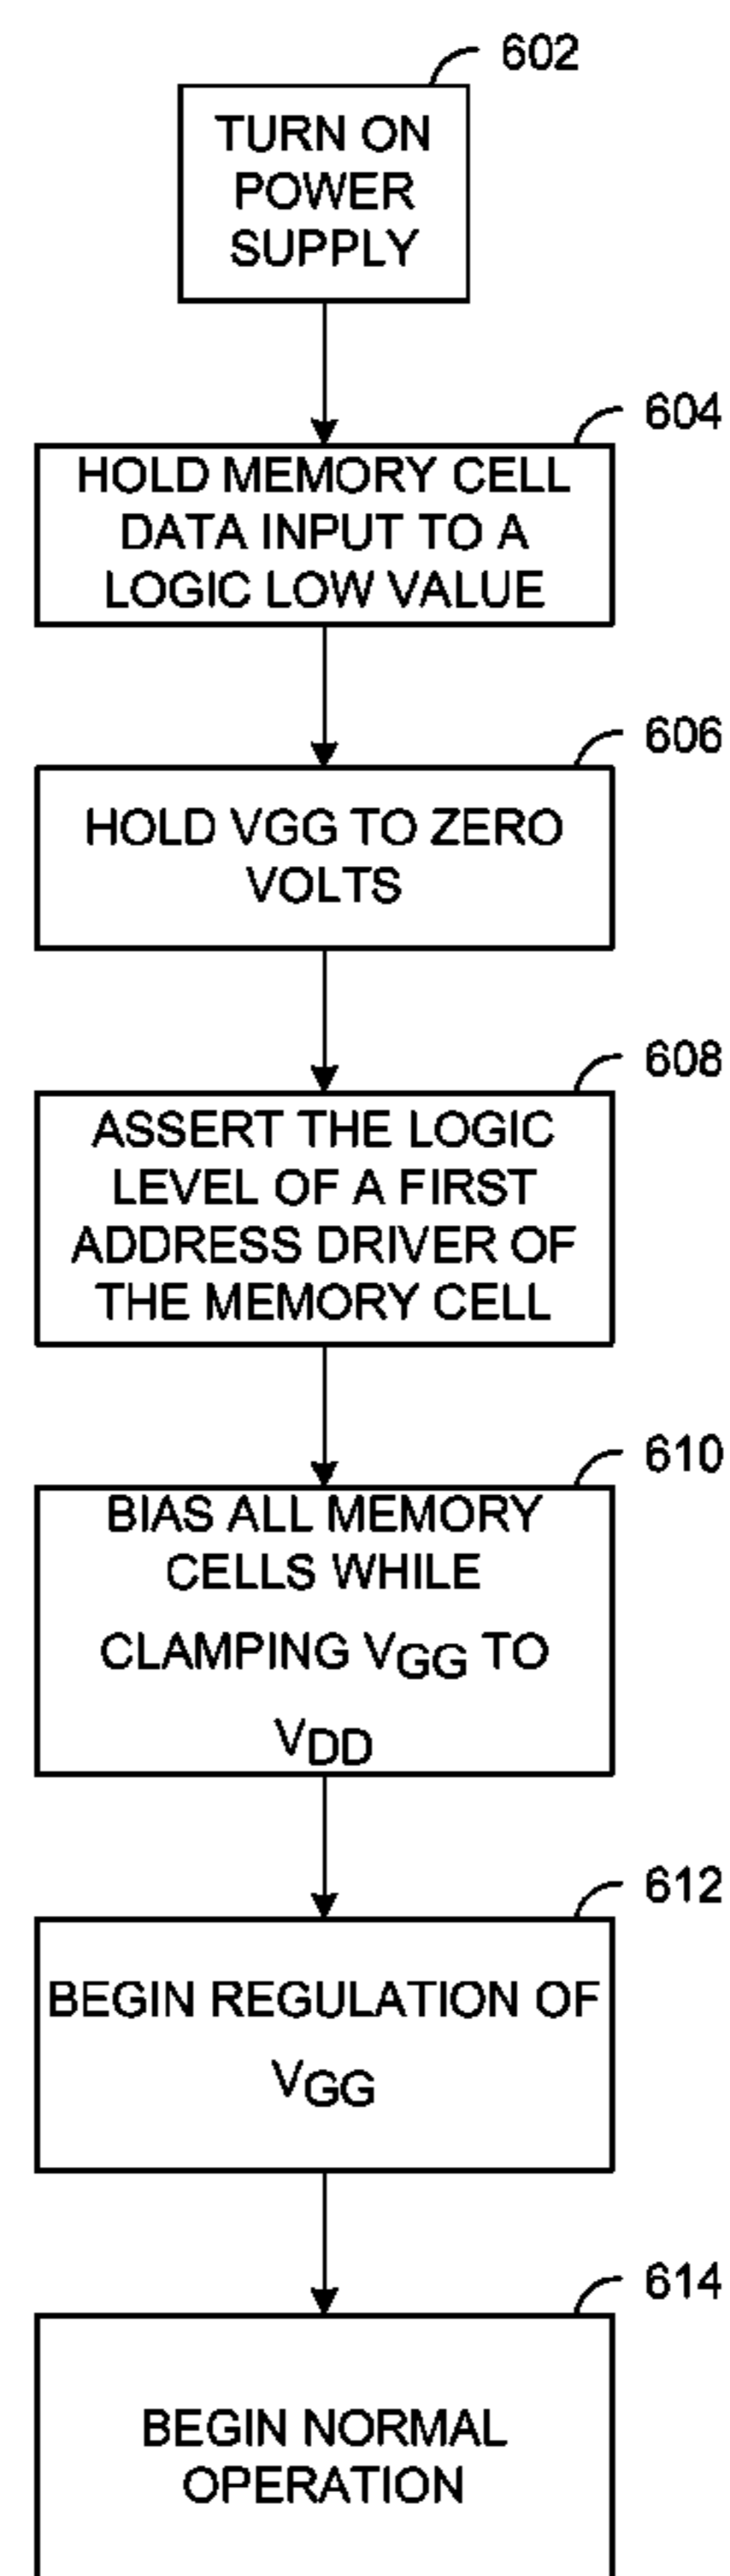 602
TURN ON
POWER
SUPPLY
604
HOLD MEMORY CELL
DATA INPUT TO A
LOGIC LOW VALUE
606
HOLD VGG TO ZERO
VOLTS
608
ASSERT THE LOGIC
LEVEL OF A FIRST
ADDRESS DRIVER OF
THE MEMORY CELL
610
BIAS ALL MEMORY
CELLS WHILE
CLAMPING VGG TO
VDD
612
BEGIN REGULATION OF
VGG
614
BEGIN NORMAL
OPERATION